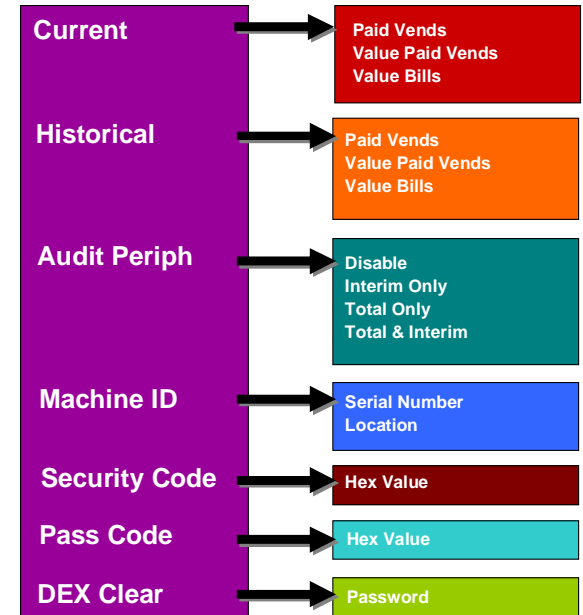 Current
Paid Vends
Value Paid Vends
Value Bills
Historical
Paid Vends
Value Paid Vends
Value Bills
Audit Periph
Disable
Interim Only
Total Only
Total & Interim
Machine ID
Serial Number
Location
Security Code
Hex Value
Pass Code
Hex Value
DEX Clear
Password